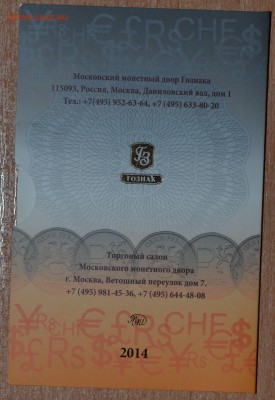 Московский монетный двор Гознака
115093, Россия, Москва, Даниловский вал, дом 1
Тел.: +7(495) 952-63-64, +7 (495) 633-80-20
ГОЗНАК
Торговый салон
Московского монетного двора
г. Москва, Ветошный переулок дом 7.
+7 (495) 981-45-36, +7 (495) 644-48-08
2014